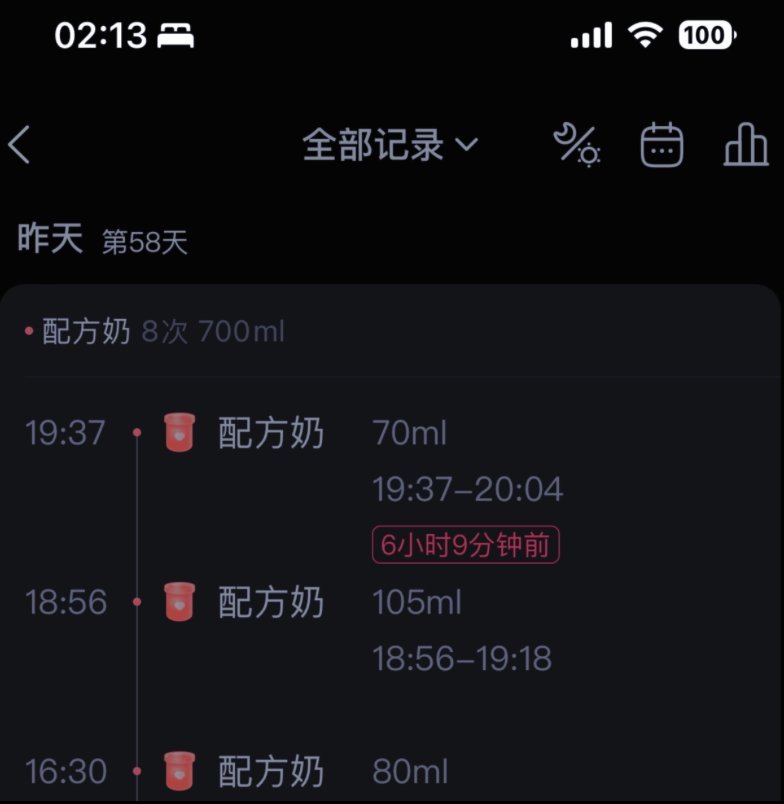 02:13 100
全部记录
昨天 第58天
配方奶 8次 700ml
19:37 配方奶 70ml
19:37–20:04
6小时9分钟前
18:56 配方奶 105ml
18:56–19:18
16:30 配方奶 80ml